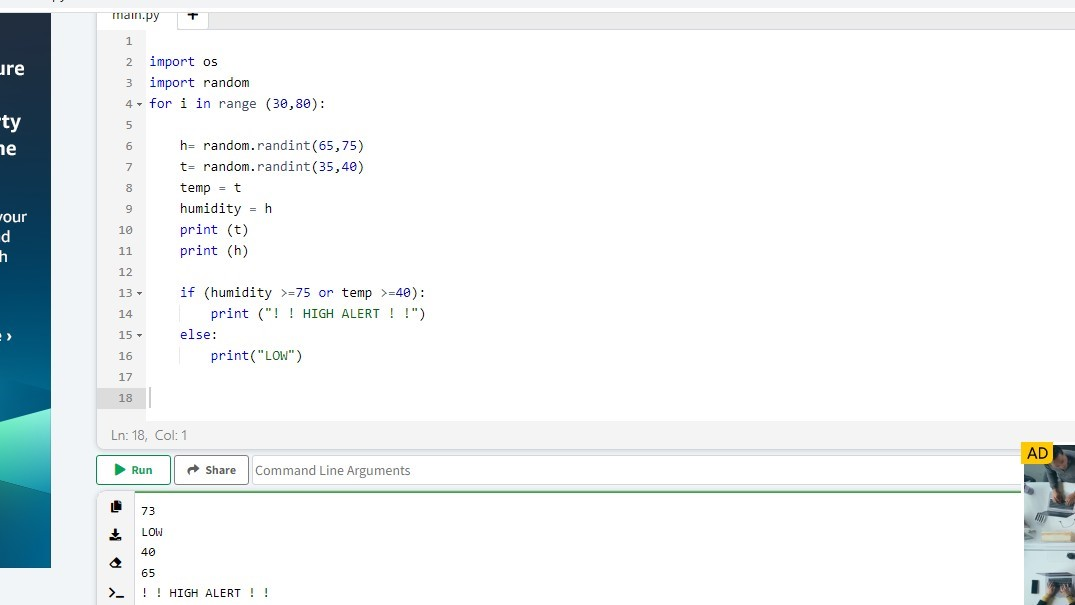 ure
rty
ne
your
d
h
e ›
main.py +
1
2 import os
3 import random
4 for i in range (30,80):
5
6 h= random.randint(65,75)
7 t= random.randint(35,40)
8 temp = t
9 humidity = h
10 print (t)
11 print (h)
12
13 if (humidity >=75 or temp >=40):
14 print ("! ! HIGH ALERT ! !")
15 else:
16 print("LOW")
17
18
Ln: 18, Col: 1
Run Share Command Line Arguments
AD
73
LOW
40
65
! ! HIGH ALERT ! !